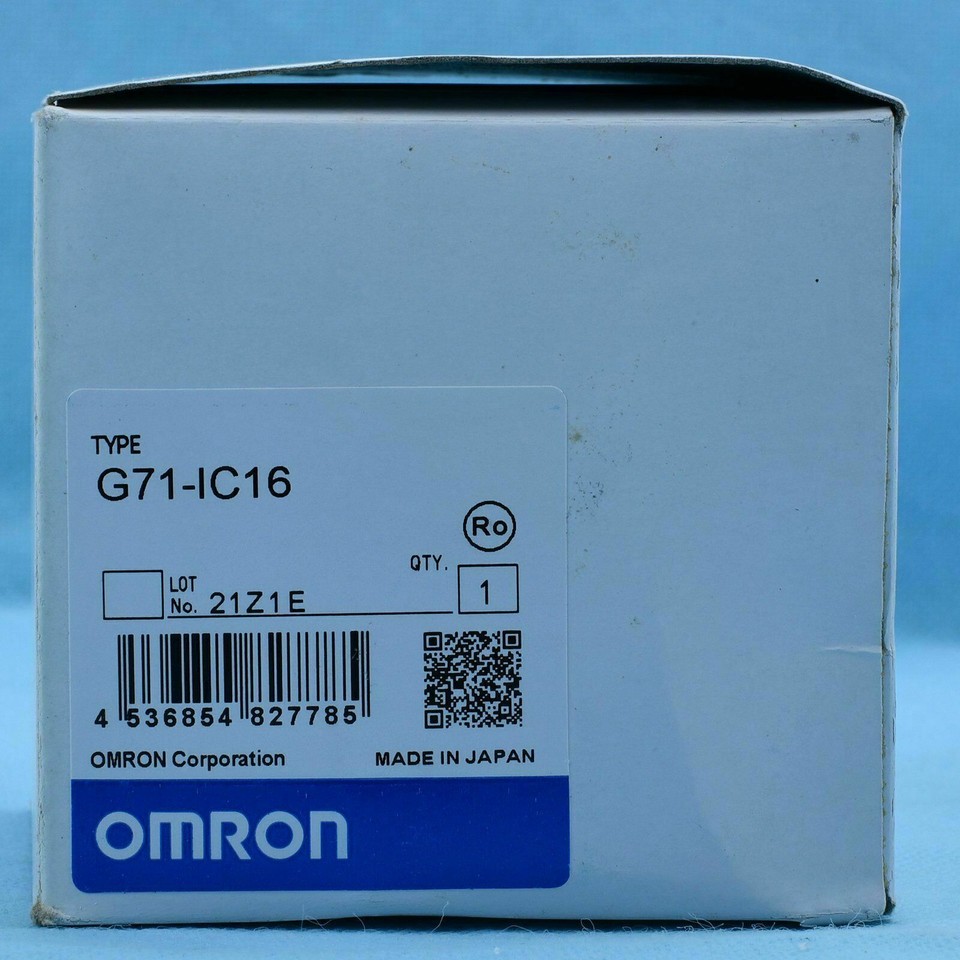 TYPE
G71-IC16
Ro
QTY.
1
LOT
No. 21Z1E
4 536854 827785
OMRON Corporation
MADE IN JAPAN
OMRON